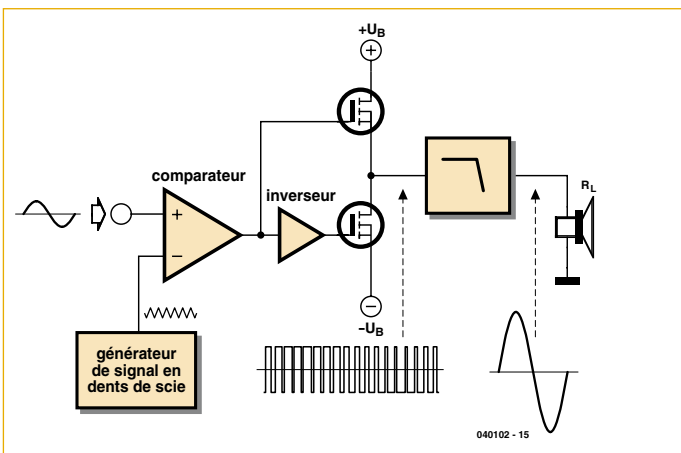 +UB
comparateur
inverseur
RL
+
−
–UB
générateur
de signal en
dents de scie
040102 - 15